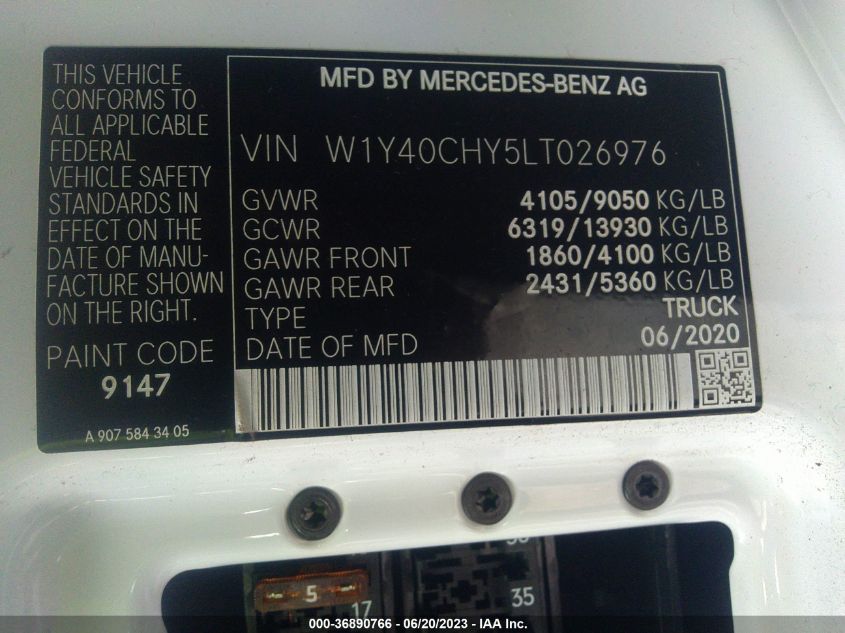 THIS VEHICLE
CONFORMS TO
ALL APPLICABLE
FEDERAL
VEHICLE SAFETY
STANDARDS IN
EFFECT ON THE
DATE OF MANU-
FACTURE SHOWN
ON THE RIGHT.
PAINT CODE
9147
A 907 584 34 05
MFD BY MERCEDES-BENZ AG
VIN W1Y40CHY5LT026976
GVWR 4105/9050 KG/LB
GCWR 6319/13930 KG/LB
GAWR FRONT 1860/4100 KG/LB
GAWR REAR 2431/5360 KG/LB
TYPE TRUCK
DATE OF MFD 06/2020
5
17
35
000-36890766 - 06/20/2023 - IAA Inc.